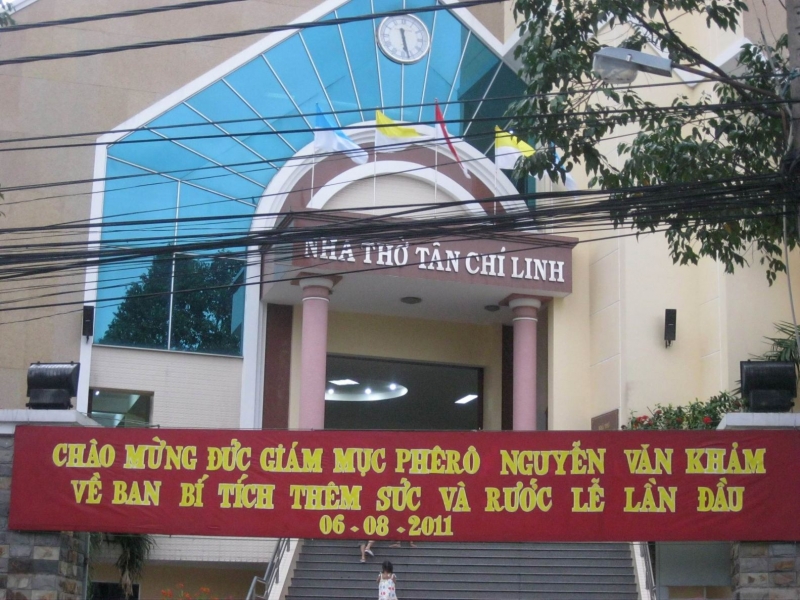 NHA THỜ TÂN CHÍ LINH
CHÀO MỪNG ĐỨC GIÁM MỤC PHÊRÔ NGUYỄN VĂN KHẢM
VỀ BAN BÍ TÍCH THÊM SỨC VÀ RƯỚC LỄ LẦN ĐẦU
06-08-2011